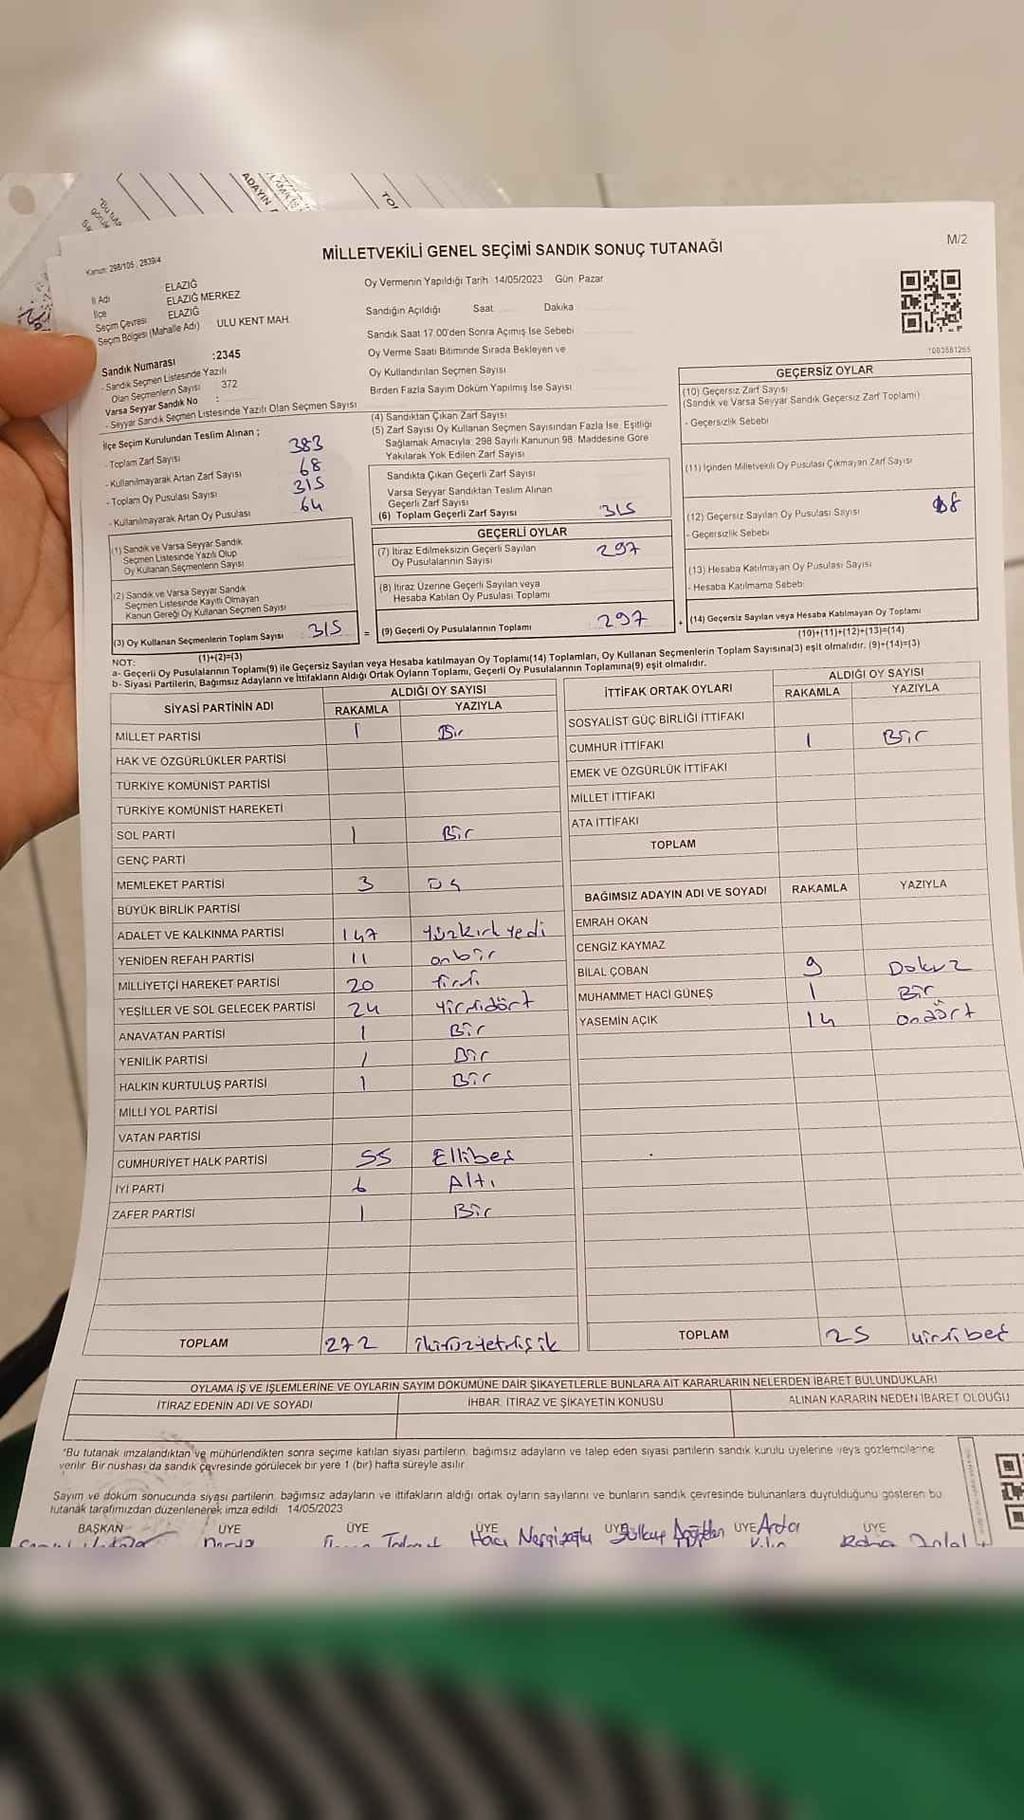 ADAYIN
MİLLETVEKİLİ GENEL SEÇİMİ SANDIK SONUÇ TUTANAĞI
M/2
Kanun: 298/105 , 2839/4
İl Adı ELAZIĞ
İlçe ELAZIĞ MERKEZ
Seçim Çevresi ELAZIĞ
Seçim Bölgesi (Mahalle Adı) : ULU KENT MAH.
Sandık Numarası :2345
- Sandık Seçmen Listesinde Yazılı
Olan Seçmenlerin Sayısı 372
Varsa Seyyar Sandık No :
- Seyyar Sandık Seçmen Listesinde Yazılı Olan Seçmen Sayısı
İlçe Seçim Kurulundan Teslim Alınan ;
- Toplam Zarf Sayısı 383
- Kullanılmayarak Artan Zarf Sayısı 68
- Toplam Oy Pusulası Sayısı 315
- Kullanılmayarak Artan Oy Pusulası 64
(1) Sandık ve Varsa Seyyar Sandık
Seçmen Listesinde Yazılı Olup
Oy Kullanan Seçmenlerin Sayısı
(2) Sandık ve Varsa Seyyar Sandık
Seçmen Listesinde Kayıtlı Olmayan
Kanun Gereği Oy Kullanan Seçmen Sayısı
(3) Oy Kullanan Seçmenlerin Toplam Sayısı 315 =
(1)+(2)=(3)
Oy Vermenin Yapıldığı Tarih 14/05/2023 Gün Pazar
Sandığın Açıldığı Saat Dakika
Sandık Saat 17.00'den Sonra Açımış İse Sebebi
Oy Verme Saati Bitiminde Sırada Bekleyen ve
Oy Kullandırılan Seçmen Sayısı
Birden Fazla Sayım Döküm Yapılmış İse Sayısı
(4) Sandıktan Çıkan Zarf Sayısı
(5) Zarf Sayısı Oy Kullanan Seçmen Sayısından Fazla İse, Eşitliği
Sağlamak Amacıyla; 298 Sayılı Kanunun 98. Maddesine Göre
Yakılarak Yok Edilen Zarf Sayısı
Sandıkta Çıkan Geçerli Zarf Sayısı
Varsa Seyyar Sandıktan Teslim Alınan
Geçerli Zarf Sayısı
(6) Toplam Geçerli Zarf Sayısı 315
GEÇERLİ OYLAR
(7) İtiraz Edilmeksizin Geçerli Sayılan
Oy Pusulalarının Sayısı 297
(8) İtiraz Üzerine Geçerli Sayılan veya
Hesaba Katılan Oy Pusulası Toplamı
(9) Geçerli Oy Pusulalarının Toplamı 297 +
1003881265
GEÇERSİZ OYLAR
(10) Geçersiz Zarf Sayısı
(Sandık ve Varsa Seyyar Sandık Geçersiz Zarf Toplamı)
- Geçersizlik Sebebi
(11) İçinden Milletvekili Oy Pusulası Çıkmayan Zarf Sayısı
(12) Geçersiz Sayılan Oy Pusulası Sayısı 18
- Geçersizlik Sebebi
(13) Hesaba Katılmayan Oy Pusulası Sayısı
- Hesaba Katılmama Sebebi
(14) Geçersiz Sayılan veya Hesaba Katılmayan Oy Toplamı
(10)+(11)+(12)+(13)=(14)
NOT:
a- Geçerli Oy Pusulalarının Toplamı(9) ile Geçersiz Sayılan veya Hesaba katılmayan Oy Toplamı(14) Toplamları, Oy Kullanan Seçmenlerin Toplam Sayısına(3) eşit olmalıdır. (9)+(14)=(3)
b- Siyasi Partilerin, Bağımsız Adayların ve İttifakların Aldığı Ortak Oyların Toplamı, Geçerli Oy Pusulalarının Toplamına(9) eşit olmalıdır.
SİYASİ PARTİNİN ADI ALDIĞI OY SAYISI
RAKAMLA YAZIYLA
MİLLET PARTİSİ 1 Bir
HAK VE ÖZGÜRLÜKLER PARTİSİ
TÜRKİYE KOMÜNİST PARTİSİ
TÜRKİYE KOMÜNİST HAREKETİ
SOL PARTİ 1 Bir
GENÇ PARTİ
MEMLEKET PARTİSİ 3
BÜYÜK BİRLİK PARTİSİ
ADALET VE KALKINMA PARTİSİ 147 yüzkırkyedi
YENİDEN REFAH PARTİSİ 11 onbir
MİLLİYETÇİ HAREKET PARTİSİ 20
YEŞİLLER VE SOL GELECEK PARTİSİ 24 Yirmidört
ANAVATAN PARTİSİ 1 Bir
YENİLİK PARTİSİ 1 Bir
HALKIN KURTULUŞ PARTİSİ 1 Bir
MİLLİ YOL PARTİSİ
VATAN PARTİSİ
CUMHURİYET HALK PARTİSİ 55 Ellibeş
İYİ PARTİ 6 Altı
ZAFER PARTİSİ 1 Bir
TOPLAM 272
İTTİFAK ORTAK OYLARI ALDIĞI OY SAYISI
RAKAMLA YAZIYLA
SOSYALİST GÜÇ BİRLİĞİ İTTİFAKI
CUMHUR İTTİFAKI 1 Bir
EMEK VE ÖZGÜRLÜK İTTİFAKI
MİLLET İTTİFAKI
ATA İTTİFAKI
TOPLAM
BAĞIMSIZ ADAYIN ADI VE SOYADI RAKAMLA YAZIYLA
EMRAH OKAN
CENGİZ KAYMAZ
BİLAL ÇOBAN 9 Dokuz
MUHAMMET HACI GÜNEŞ 1 Bir
YASEMİN AÇIK 14 ondört
TOPLAM 25 yirmibeş
OYLAMA İŞ VE İŞLEMLERİNE VE OYLARIN SAYIM DÖKÜMÜNE DAİR ŞİKAYETLERLE BUNLARA AİT KARARLARIN NELERDEN İBARET BULUNDUKLARI
İTİRAZ EDENİN ADI VE SOYADI İHBAR, İTİRAZ VE ŞİKAYETİN KONUSU ALINAN KARARIN NEDEN İBARET OLDUĞU
"Bu tutanak imzalandıktan ve mühürlendikten sonra seçime katılan siyasi partilerin, bağımsız adayların ve talep eden siyasi partilerin sandık kurulu üyelerine veya gözlemcilerine
verilir. Bir nüshası da sandık çevresinde görülecek bir yere 1 (bir) hafta süreyle asılır.
Sayım ve döküm sonucunda siyasi partilerin, bağımsız adayların ve ittifakların aldığı ortak oyların sayılarını ve bunların sandık çevresinde bulunanlara duyrulduğunu gösteren bu
tutanak tarafımızdan düzenlenerek imza edildi. 14/05/2023
BAŞKAN ÜYE ÜYE ÜYE ÜYE ÜYE ÜYE
Hacı Nergizoğlu Arda